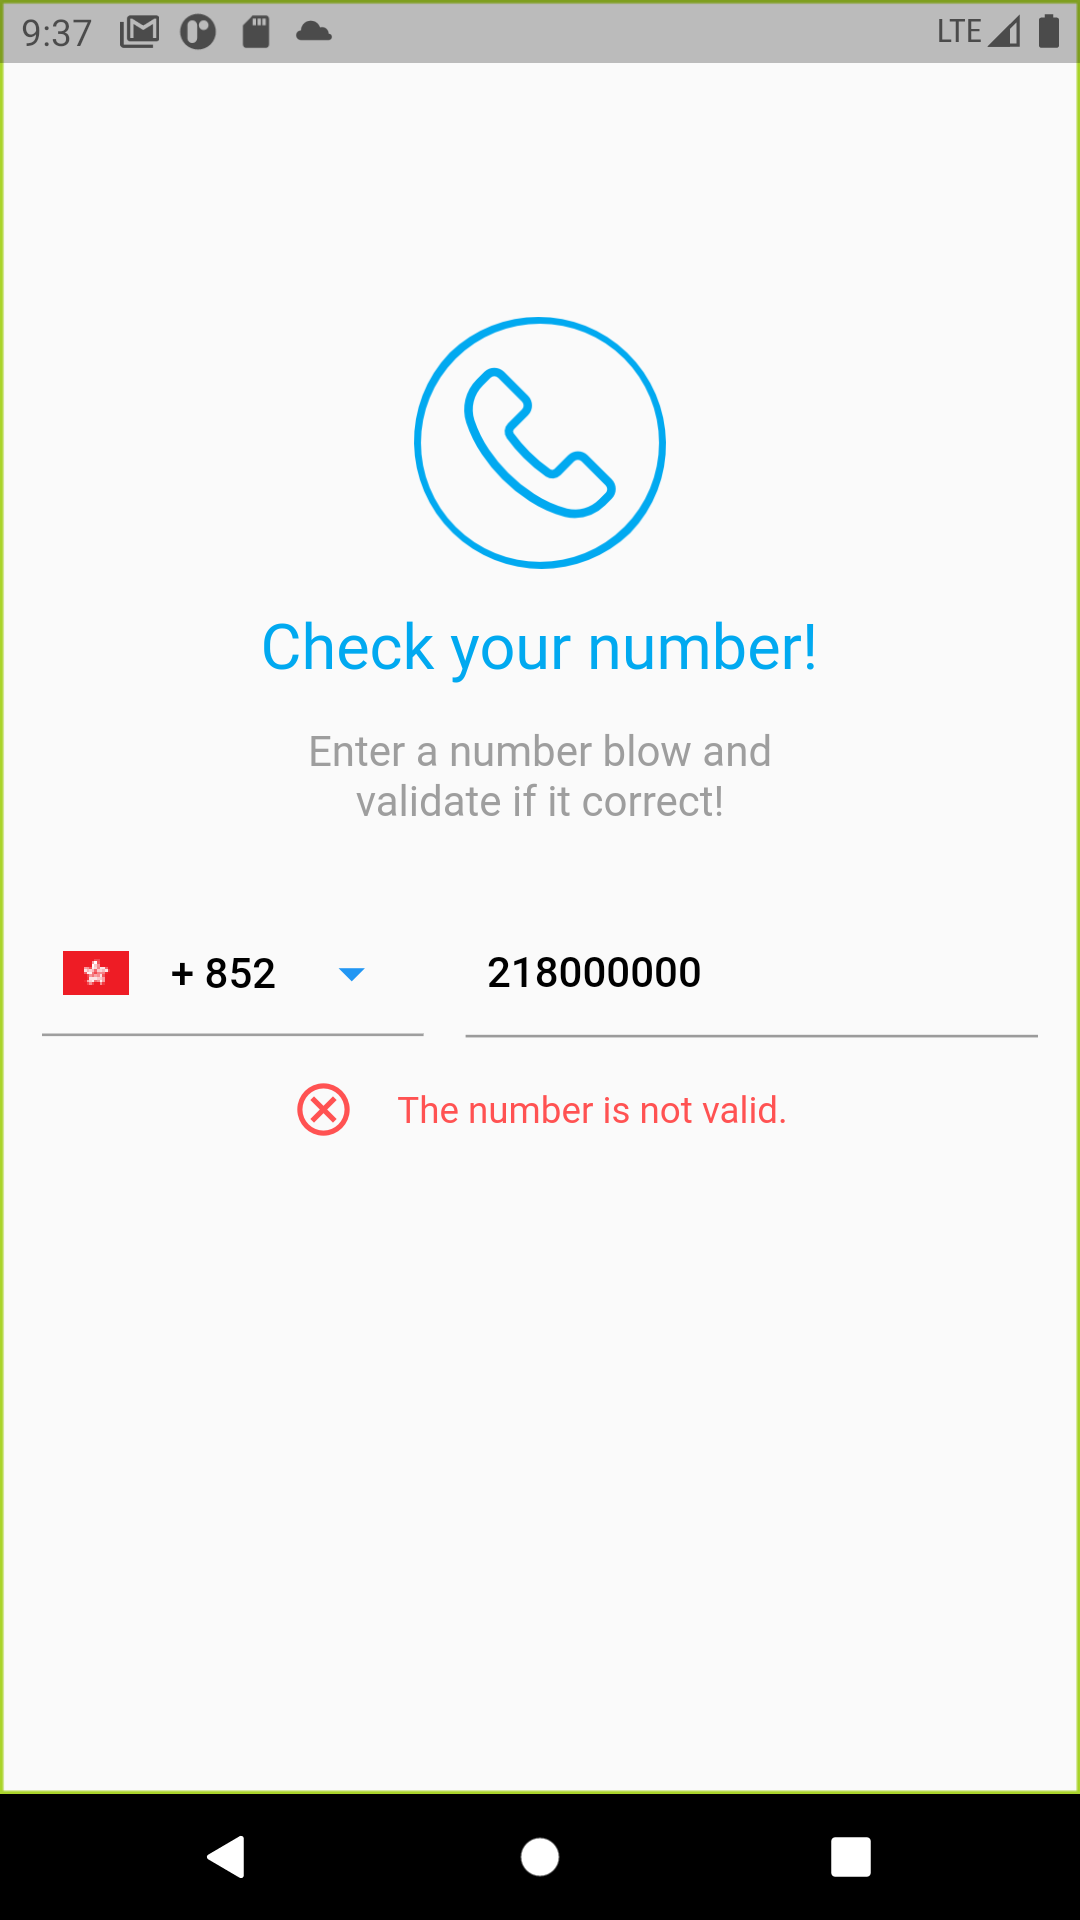 9:37
LTE
Check your number!
Enter a number blow and
validate if it correct!
+ 852
218000000
The number is not valid.